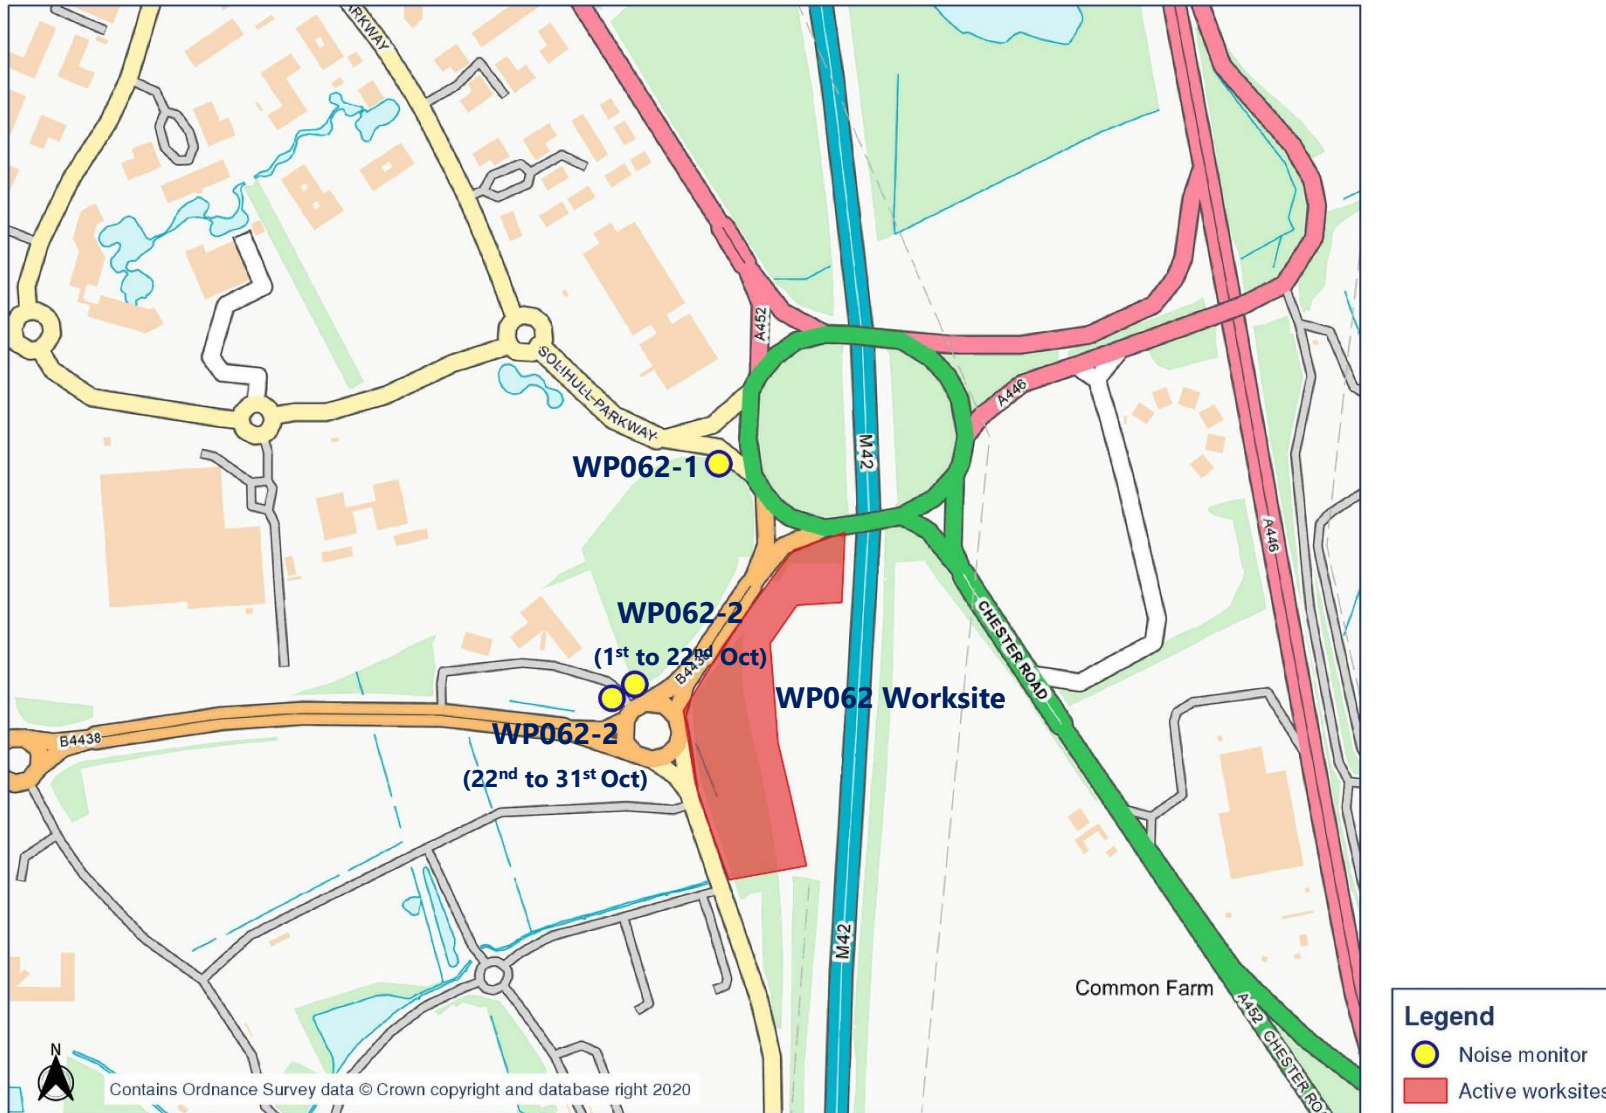 ARKWAY
A452
SOLIHULL PARKWAY
M42
A446
WP062-1
A446
WP062-2
(1st to 22nd Oct)
B4438
CHESTER ROAD
WP062 Worksite
WP062-2
B4438
(22nd to 31st Oct)
M42
Common Farm
A452 CHESTER RO
N
Contains Ordnance Survey data © Crown copyright and database right 2020
Legend
Noise monitor
Active worksites